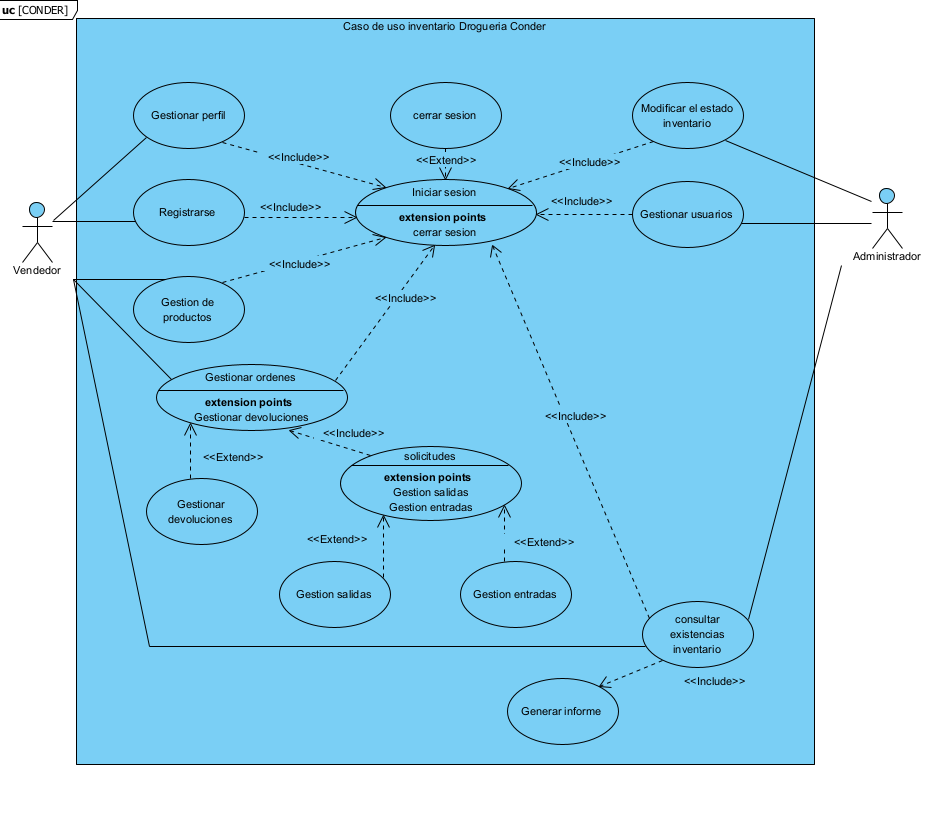 uc [CONDER]
Caso de uso inventario Drogueria Conder
Gestionar perfil
cerrar sesion
Modificar el estado
inventario
<<Include>>
<<Extend>>
<<Include>>
Iniciar sesion
extension points
cerrar sesion
Registrarse
<<Include>>
<<Include>>
Gestionar usuarios
Vendedor
Administrador
<<Include>>
Gestion de
productos
<<Include>>
Gestionar ordenes
extension points
Gestionar devoluciones
<<Include>>
<<Include>>
<<Extend>>
solicitudes
extension points
Gestion salidas
Gestion entradas
Gestionar
devoluciones
<<Extend>>
<<Extend>>
Gestion salidas
Gestion entradas
consultar
existencias
inventario
<<Include>>
Generar informe